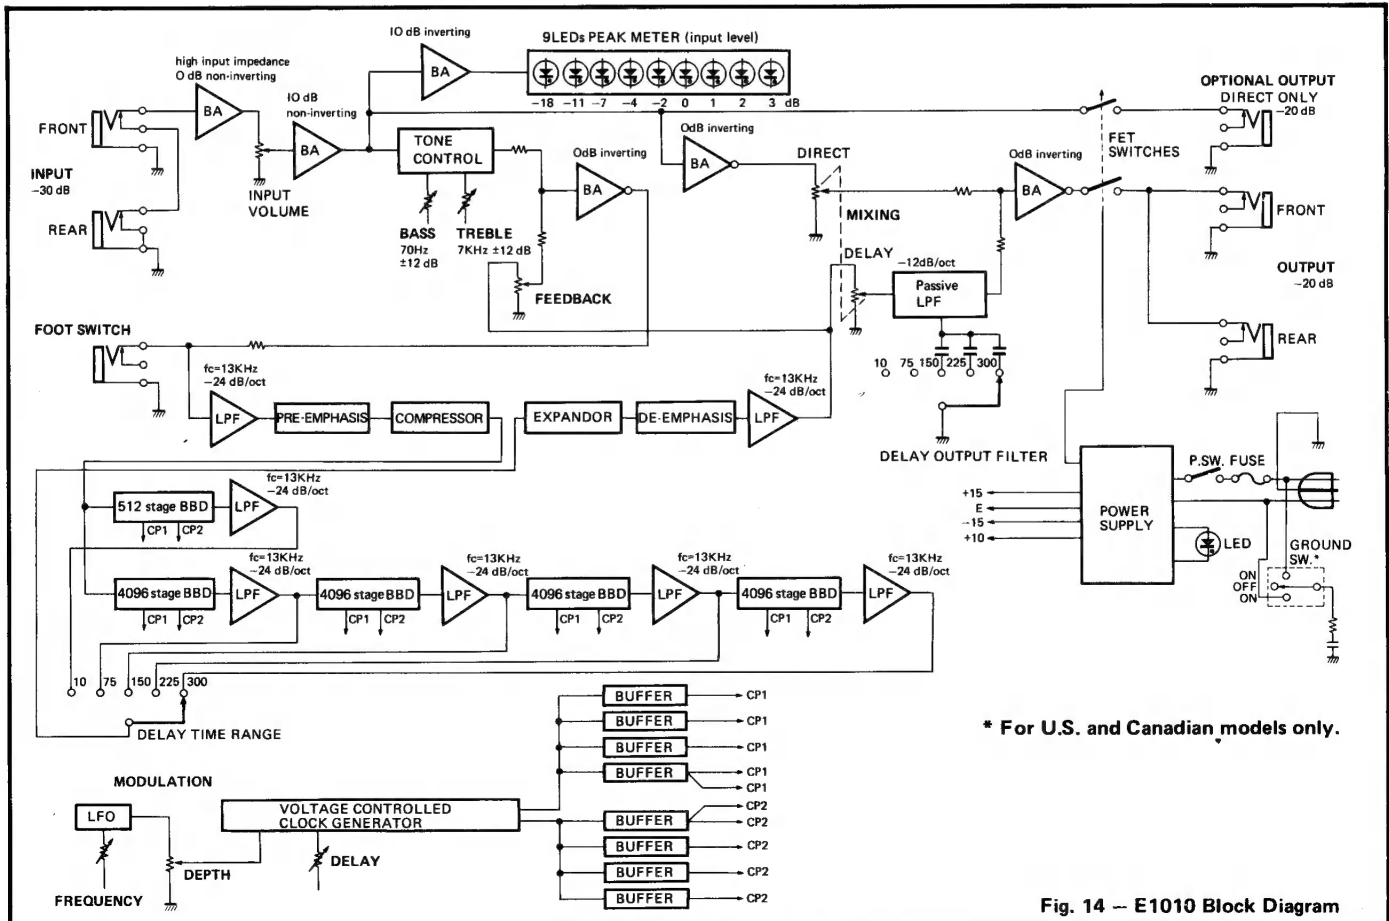 10 dB inverting
BA
9LEDs PEAK METER (input level)
-18 -11 -7 -4 -2 0 1 2 3 dB
high input impedance
0 dB non-inverting
BA
10 dB
non-inverting
BA
FRONT
INPUT
-30 dB
REAR
INPUT
VOLUME
TONE
CONTROL
BASS
70Hz
±12 dB
TREBLE
7KHz ±12 dB
0dB inverting
BA
FEEDBACK
0dB inverting
BA
DIRECT
MIXING
DELAY
0dB inverting
BA
-12dB/oct
Passive
LPF
FET
SWITCHES
OPTIONAL OUTPUT
DIRECT ONLY
-20 dB
FRONT
OUTPUT
-20 dB
REAR
FOOT SWITCH
fc=13KHz
-24 dB/oct
LPF
PRE-EMPHASIS
COMPRESSOR
EXPANDOR
DE-EMPHASIS
fc=13KHz
-24 dB/oct
LPF
10 75 150 225 300
DELAY OUTPUT FILTER
+15
E
-15
+10
POWER
SUPPLY
P.SW. FUSE
LED
GROUND
SW.*
ON
OFF
ON
512 stage BBD
CP1 CP2
fc=13KHz
-24 dB/oct
LPF
4096 stage BBD
CP1 CP2
fc=13KHz
-24 dB/oct
LPF
4096 stage BBD
CP1 CP2
fc=13KHz
-24 dB/oct
LPF
4096 stage BBD
CP1 CP2
fc=13KHz
-24 dB/oct
LPF
4096 stage BBD
CP1 CP2
fc=13KHz
-24 dB/oct
LPF
10 75 150 225 300
DELAY TIME RANGE
MODULATION
LFO
FREQUENCY
DEPTH
VOLTAGE CONTROLLED
CLOCK GENERATOR
DELAY
BUFFER CP1
BUFFER CP1
BUFFER CP1
BUFFER CP1
CP1
CP2
BUFFER CP2
BUFFER CP2
BUFFER CP2
BUFFER CP2
* For U.S. and Canadian models only.
Fig. 14 — E1010 Block Diagram